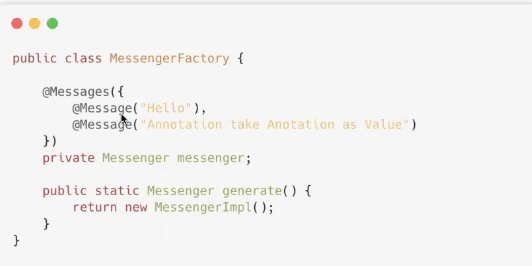 public class MessengerFactory {
@Messages({
@Message("Hello"),
@Message("Annotation take Anotation as Value")
})
private Messenger messenger;
public static Messenger generate() {
return new MessengerImpl();
}
}